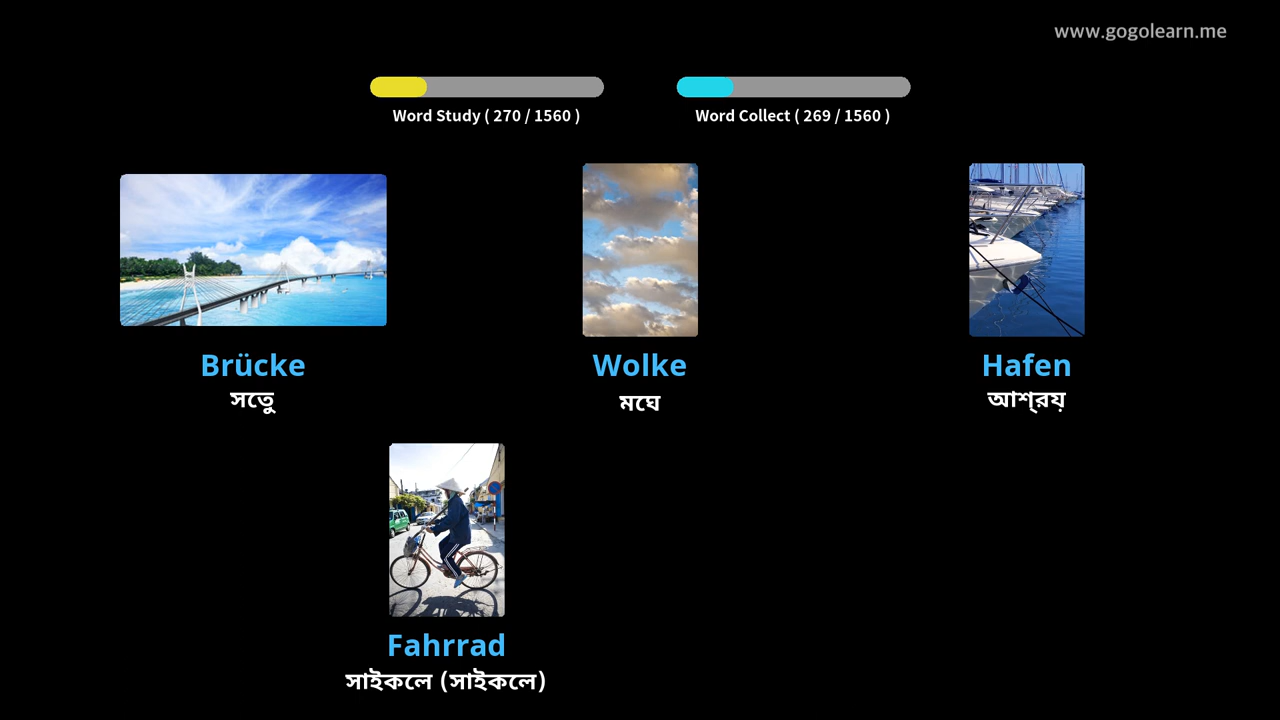 www.gogolearn.me
Word Study ( 270 / 1560 )
Word Collect ( 269 / 1560 )
Brücke
সেতু
Wolke
মেঘ
Hafen
আশ্রয়
Fahrrad
সাইকেল (সাইকেল)